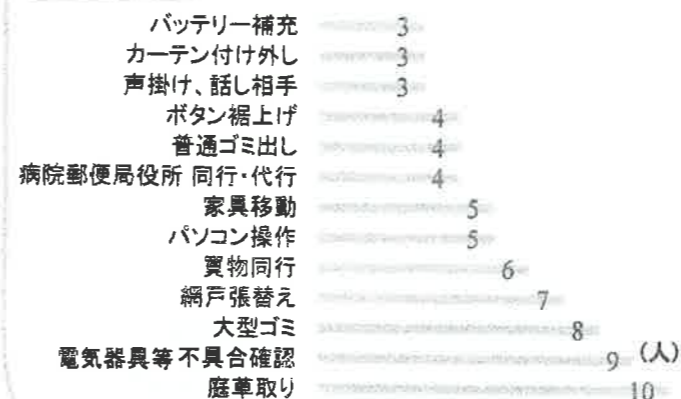 バッテリー補充 3
カーテン付け外し 3
声掛け、話し相手 3
ボタン裾上げ 4
普通ゴミ出し 4
病院郵便局役所 同行・代行 4
家具移動 5
パソコン操作 5
買物同行 6
網戸張替え 7
大型ゴミ 8
電気器具等 不具合確認 9 (人)
庭草取り 10